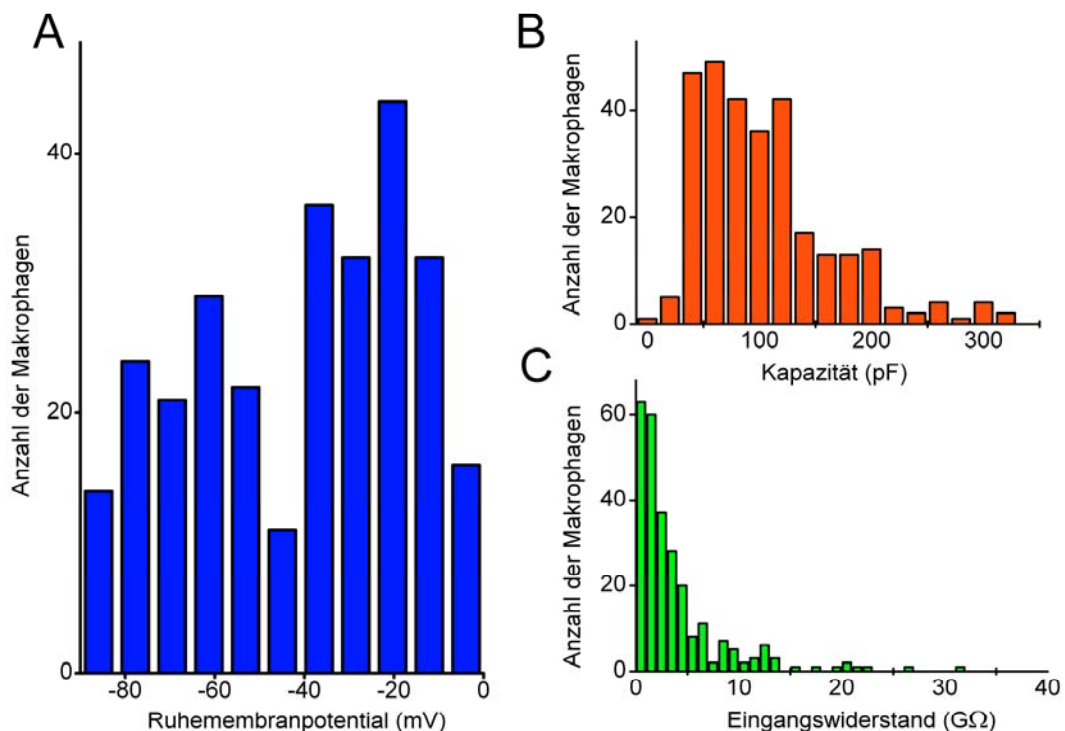 A
Anzahl der Makrophagen
40
20
0
-80 -60 -40 -20 0
Ruhemembranpotential (mV)
B
Anzahl der Makrophagen
40
20
0
0 100 200 300
Kapazität (pF)
C
Anzahl der Makrophagen
60
40
20
0
0 10 20 30 40
Eingangswiderstand (GΩ)